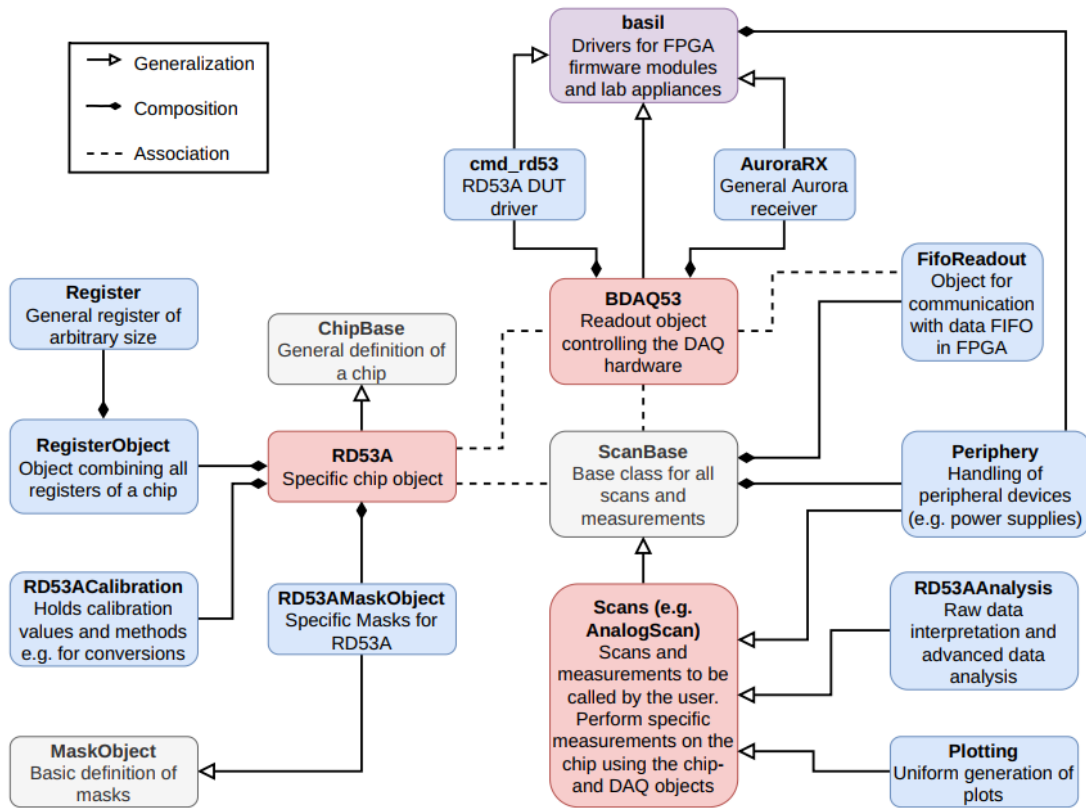 Generalization
Composition
Association
basil
Drivers for FPGA
firmware modules
and lab appliances
cmd_rd53
RD53A DUT
driver
AuroraRX
General Aurora
receiver
Register
General register of
arbitrary size
ChipBase
General definition of
a chip
BDAQ53
Readout object
controlling the DAQ
hardware
FifoReadout
Object for
communication
with data FIFO
in FPGA
RegisterObject
Object combining all
registers of a chip
RD53A
Specific chip object
ScanBase
Base class for all
scans and
measurements
Periphery
Handling of
peripheral devices
(e.g. power supplies)
RD53ACalibration
Holds calibration
values and methods
e.g. for conversions
RD53AMaskObject
Specific Masks for
RD53A
Scans (e.g.
AnalogScan)
Scans and
measurements to be
called by the user.
Perform specific
measurements on the
chip using the chip-
and DAQ objects
RD53AAnalysis
Raw data
interpretation and
advanced data
analysis
MaskObject
Basic definition of
masks
Plotting
Uniform generation of
plots